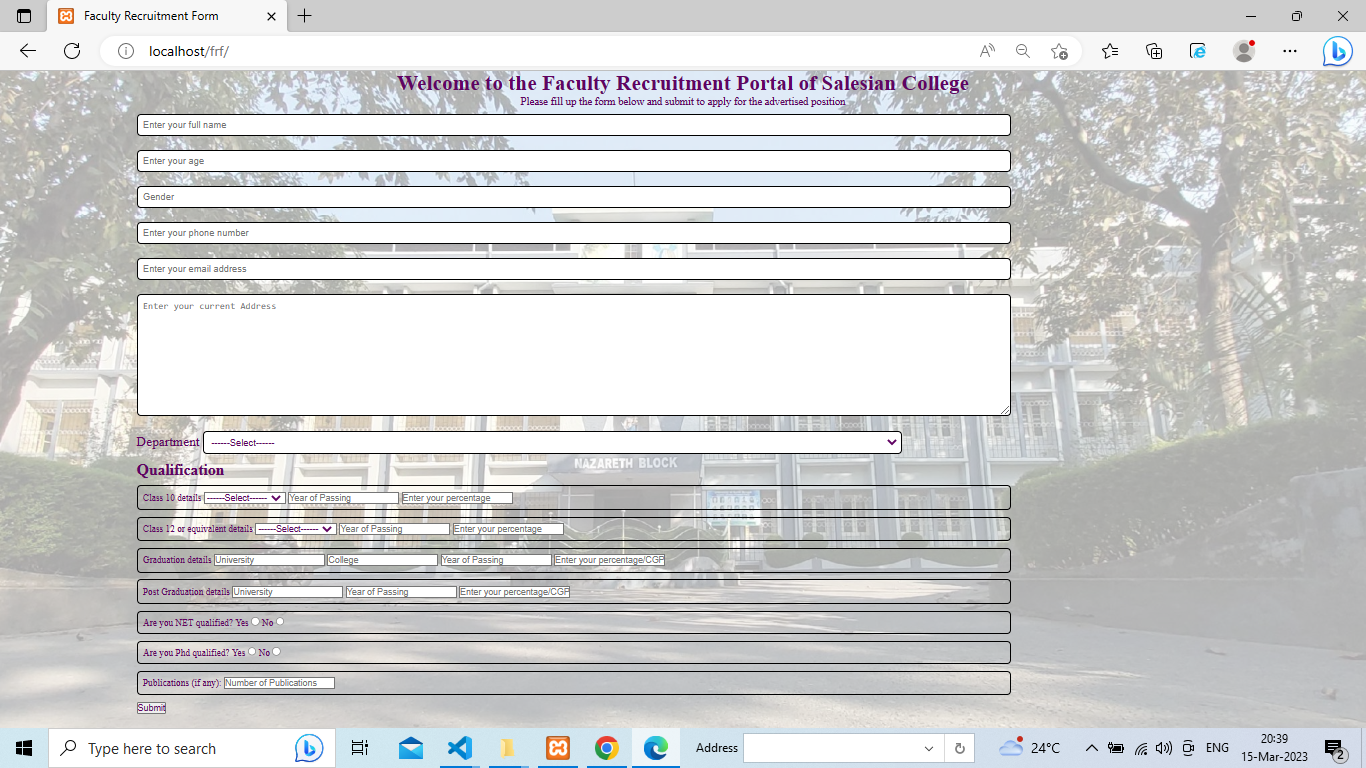 Faculty Recruitment Form
localhost/frf/
Welcome to the Faculty Recruitment Portal of Salesian College
Please fill up the form below and submit to apply for the advertised position
Enter your full name
Enter your age
Gender
Enter your phone number
Enter your email address
Enter your current Address
Department ------Select------
NAZARETH BLOCK
Qualification
Class 10 details ------Select------ Year of Passing Enter your percentage
Class 12 or equivalent details ------Select------ Year of Passing Enter your percentage
Graduation details University College Year of Passing Enter your percentage/CGP
Post Graduation details University Year of Passing Enter your percentage/CGP
Are you NET qualified? Yes No
Are you Phd qualified? Yes No
Publications (if any): Number of Publications
Submit
Type here to search Address 24°C ENG 20:39
15-Mar-2023 2